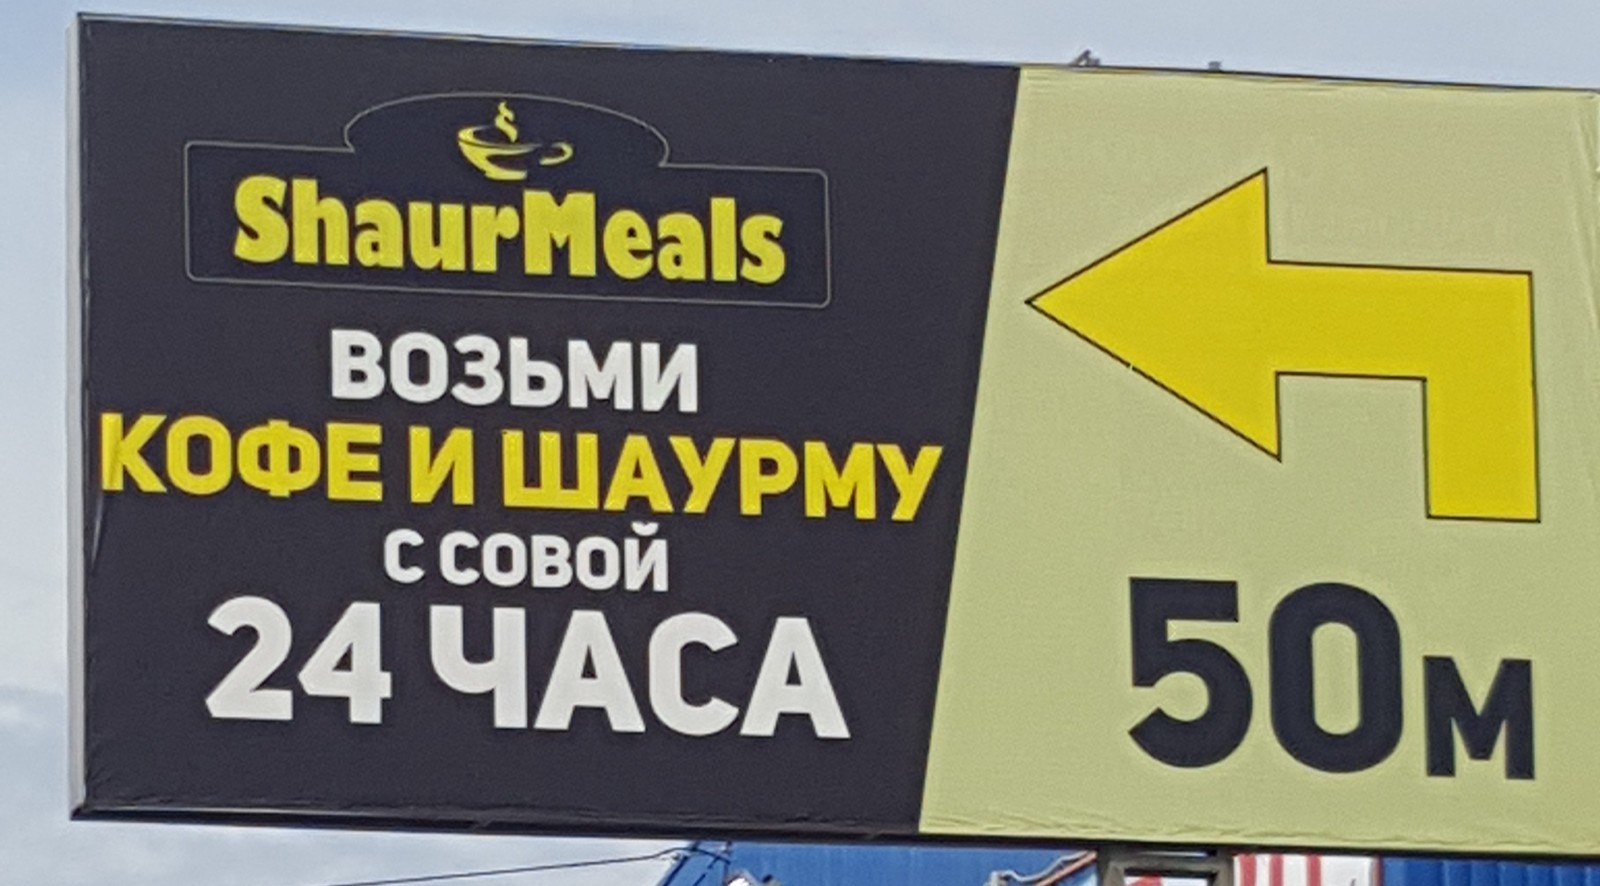 ShaurMeals
ВОЗЬМИ
КОФЕ И ШАУРМУ
С СОВОЙ
24 ЧАСА
50м